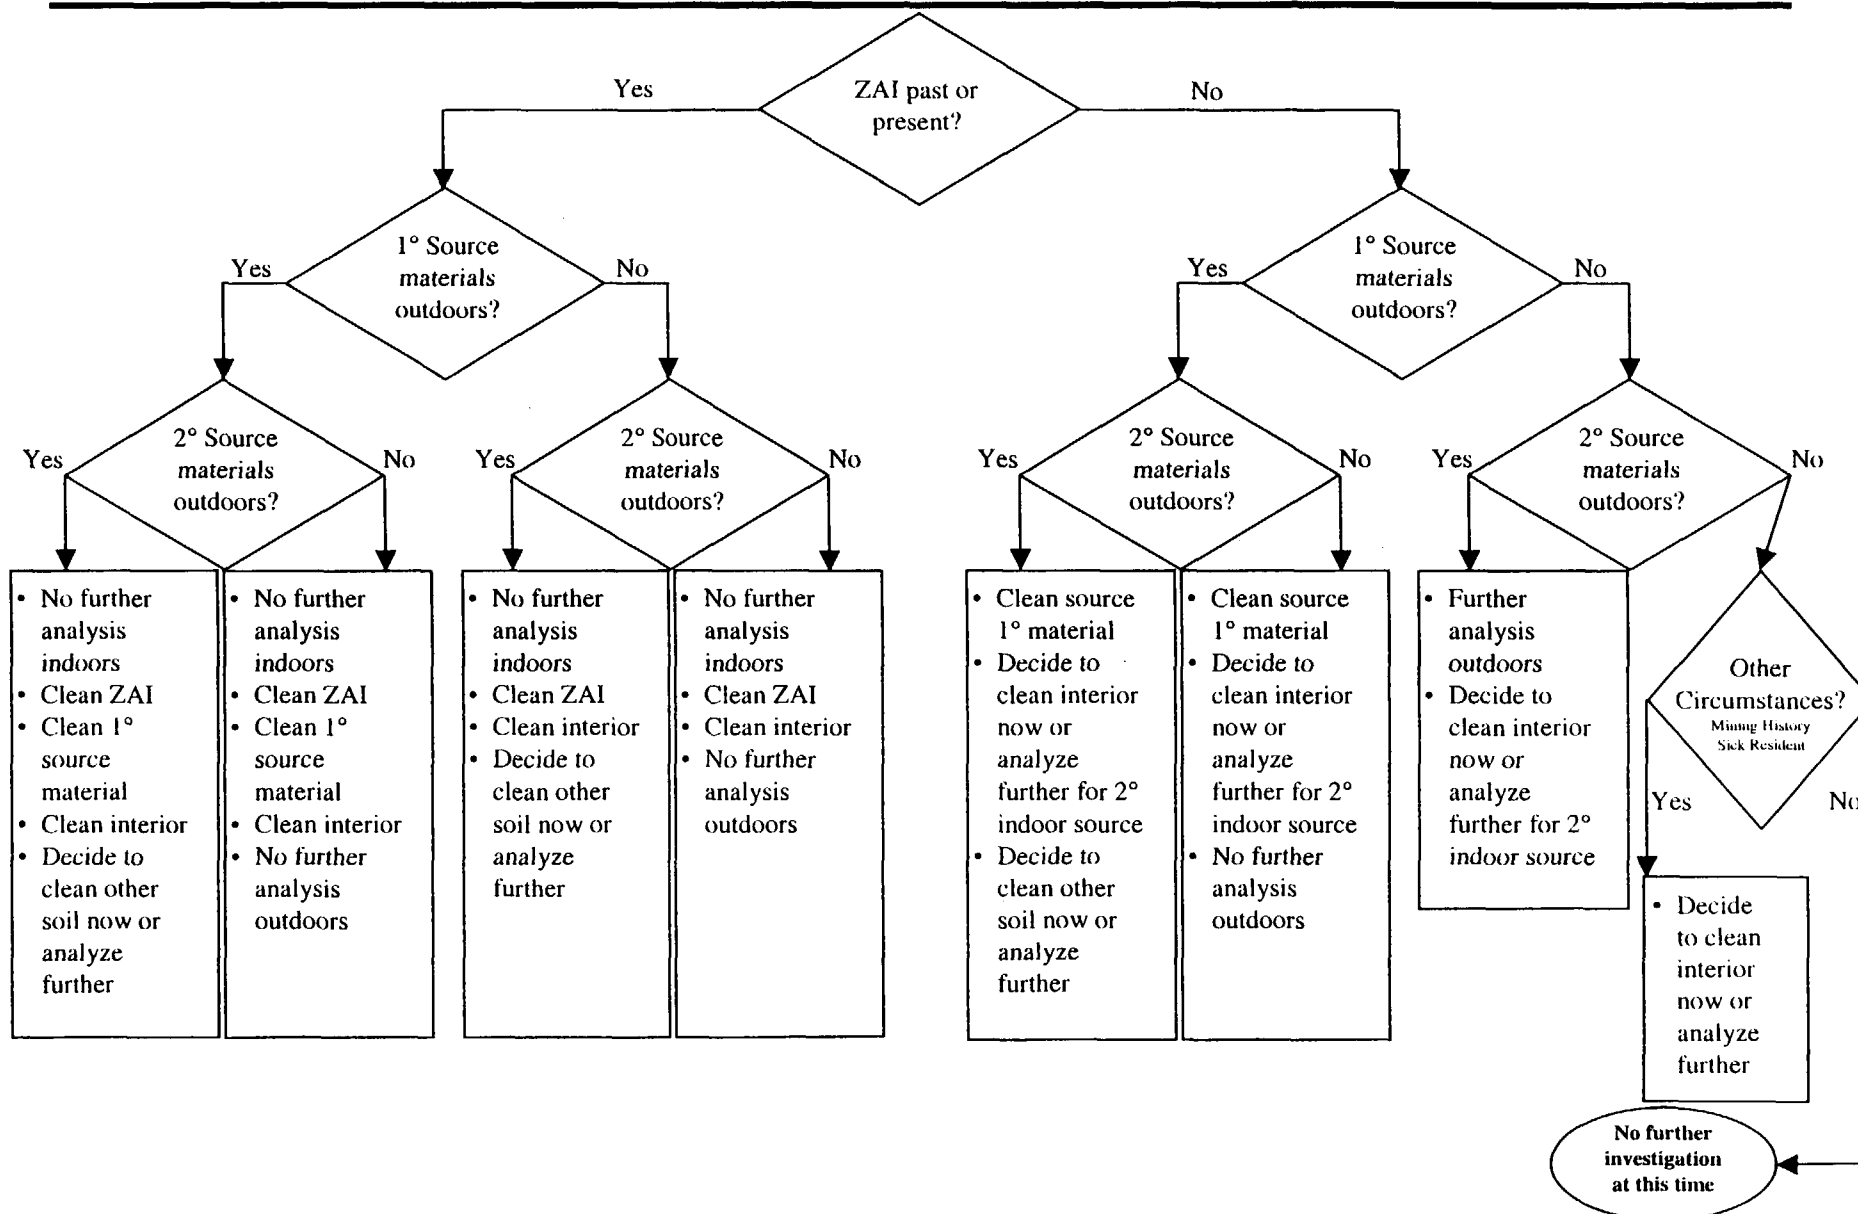 ZAI past or
present?
Yes
No
1° Source
materials
outdoors?
Yes
No
1° Source
materials
outdoors?
Yes
No
2° Source
materials
outdoors?
Yes
No
2° Source
materials
outdoors?
Yes
No
2° Source
materials
outdoors?
Yes
No
2° Source
materials
outdoors?
Yes
No
• No further
analysis
indoors
• Clean ZAI
• Clean 1°
source
material
• Clean interior
• Decide to
clean other
soil now or
analyze
further
• No further
analysis
indoors
• Clean ZAI
• Clean 1°
source
material
• Clean interior
• No further
analysis
outdoors
• No further
analysis
indoors
• Clean ZAI
• Clean interior
• Decide to
clean other
soil now or
analyze
further
• No further
analysis
indoors
• Clean ZAI
• Clean interior
• No further
analysis
outdoors
• Clean source
1° material
• Decide to
clean interior
now or
analyze
further for 2°
indoor source
• Decide to
clean other
soil now or
analyze
further
• Clean source
1° material
• Decide to
clean interior
now or
analyze
further for 2°
indoor source
• No further
analysis
outdoors
• Further
analysis
outdoors
• Decide to
clean interior
now or
analyze
further for 2°
indoor source
Other
Circumstances?
Mining History
Sick Resident
Yes
No
• Decide
to clean
interior
now or
analyze
further
No further
investigation
at this time